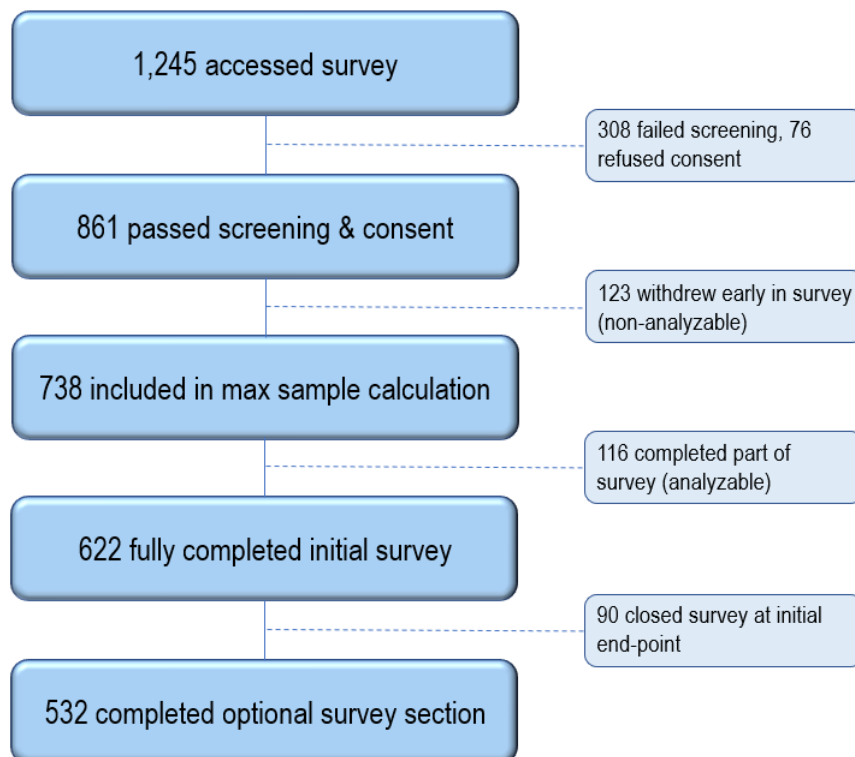 1,245 accessed survey
308 failed screening, 76
refused consent
861 passed screening & consent
123 withdrew early in survey
(non-analyzable)
738 included in max sample calculation
116 completed part of
survey (analyzable)
622 fully completed initial survey
90 closed survey at initial
end-point
532 completed optional survey section